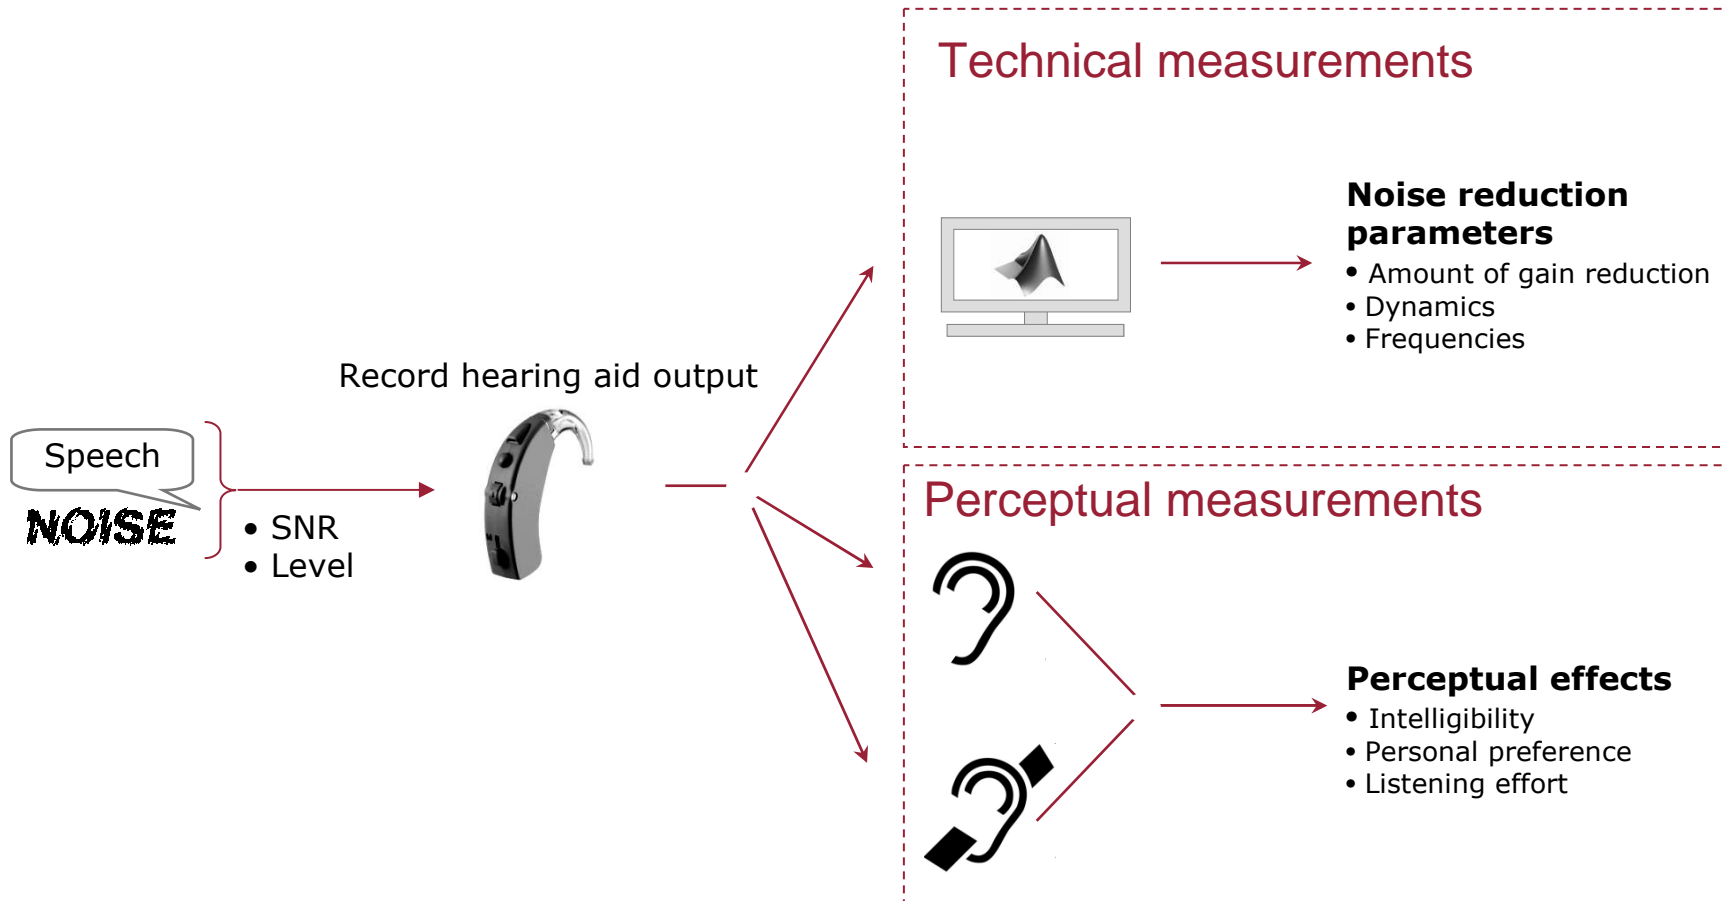 Speech
NOISE
• SNR
• Level
Record hearing aid output
Technical measurements
Noise reduction
parameters
• Amount of gain reduction
• Dynamics
• Frequencies
Perceptual measurements
Perceptual effects
• Intelligibility
• Personal preference
• Listening effort